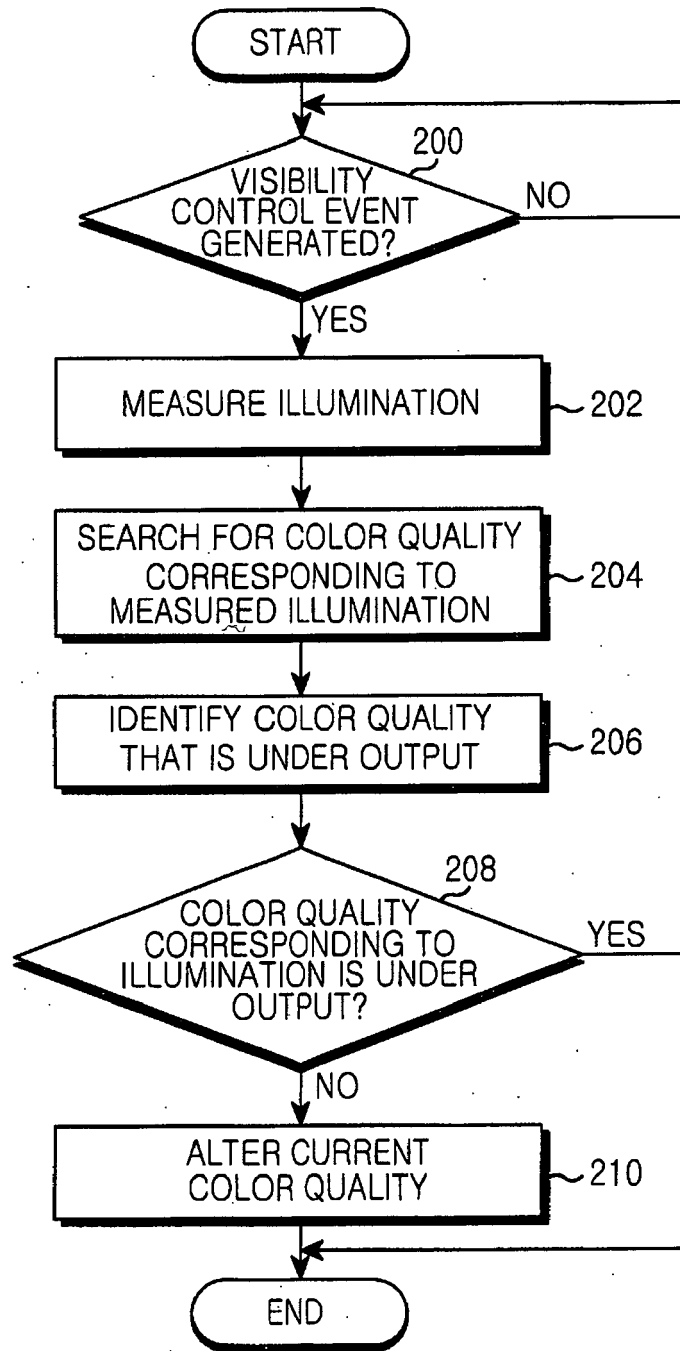 START
200
VISIBILITY
CONTROL EVENT
GENERATED?
NO
YES
MEASURE ILLUMINATION
202
SEARCH FOR COLOR QUALITY
CORRESPONDING TO
MEASURED ILLUMINATION
204
IDENTIFY COLOR QUALITY
THAT IS UNDER OUTPUT
206
208
COLOR QUALITY
CORRESPONDING TO
ILLUMINATION IS UNDER
OUTPUT?
YES
NO
ALTER CURRENT
COLOR QUALITY
210
END